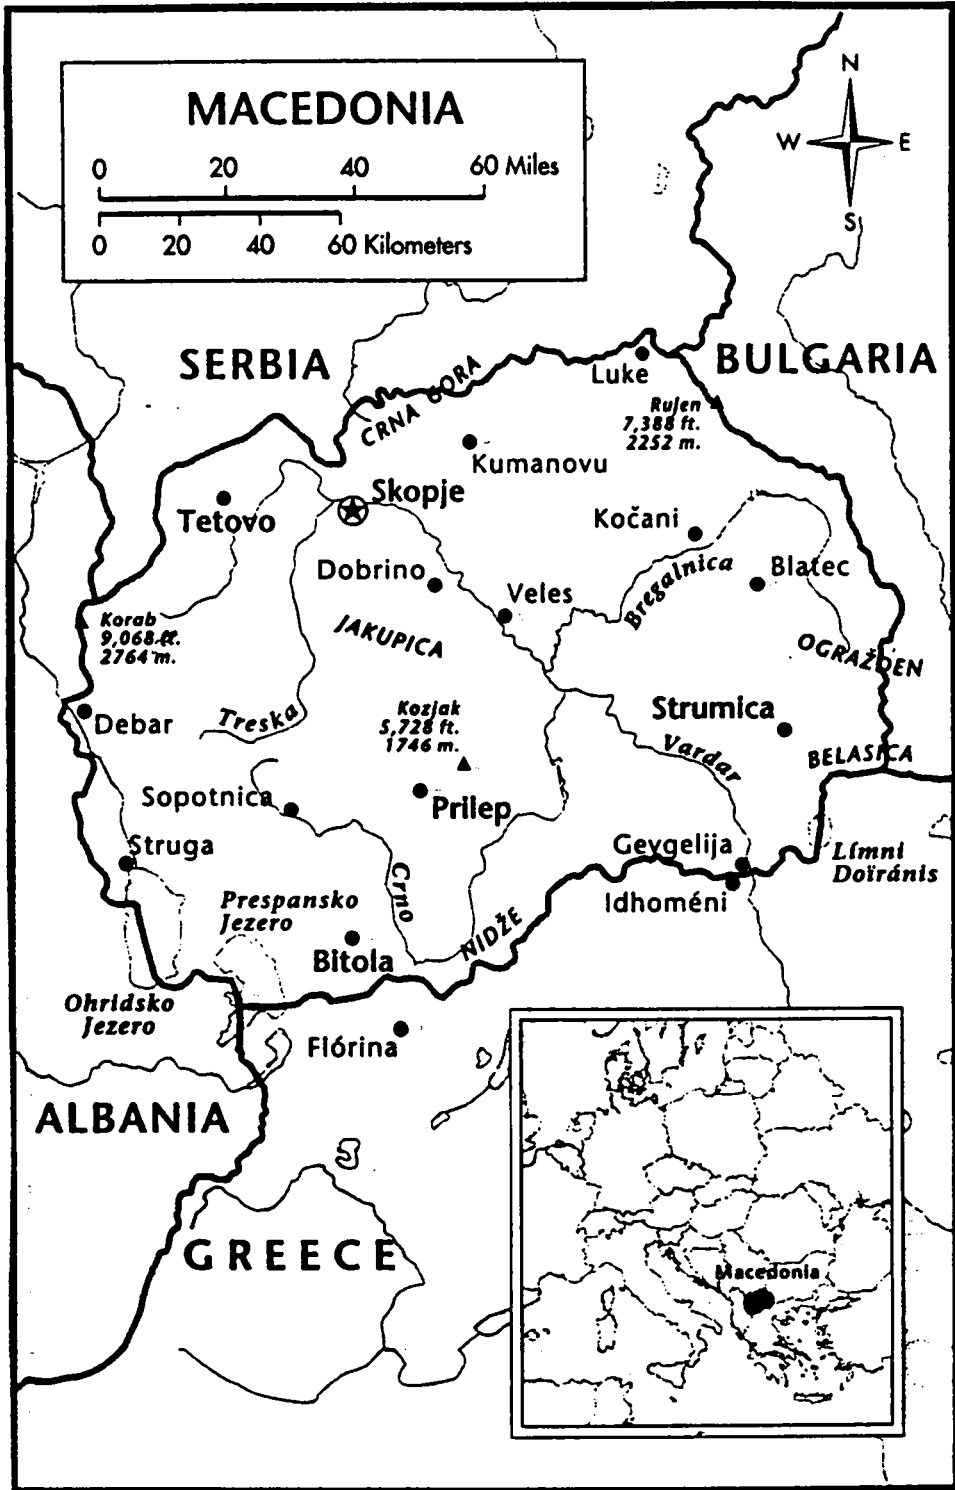 MACEDONIA
0 20 40 60 Miles
0 20 40 60 Kilometers
N
W E
S
SERBIA
BULGARIA
CRNA GORA
Luke
Rujen
7,388 ft.
2252 m.
Kumanovu
Skopje
Tetovo
Kočani
Dobrino
Veles
Bregalnica
Blatec
Korab
9,068 ft.
2764 m.
JAKUPICA
OGRAŽDEN
Debar
Treska
Kozjak
5,728 ft.
1746 m.
Strumica
Vardar
BELASICA
Sopotnica
Prilep
Struga
Gevgelija
Límni
Doïránis
Idhoméni
Prespansko
Jezero
Crno
NIDŽE
Bitola
Ohridsko
Jezero
Flórina
ALBANIA
GREECE
Macedonia